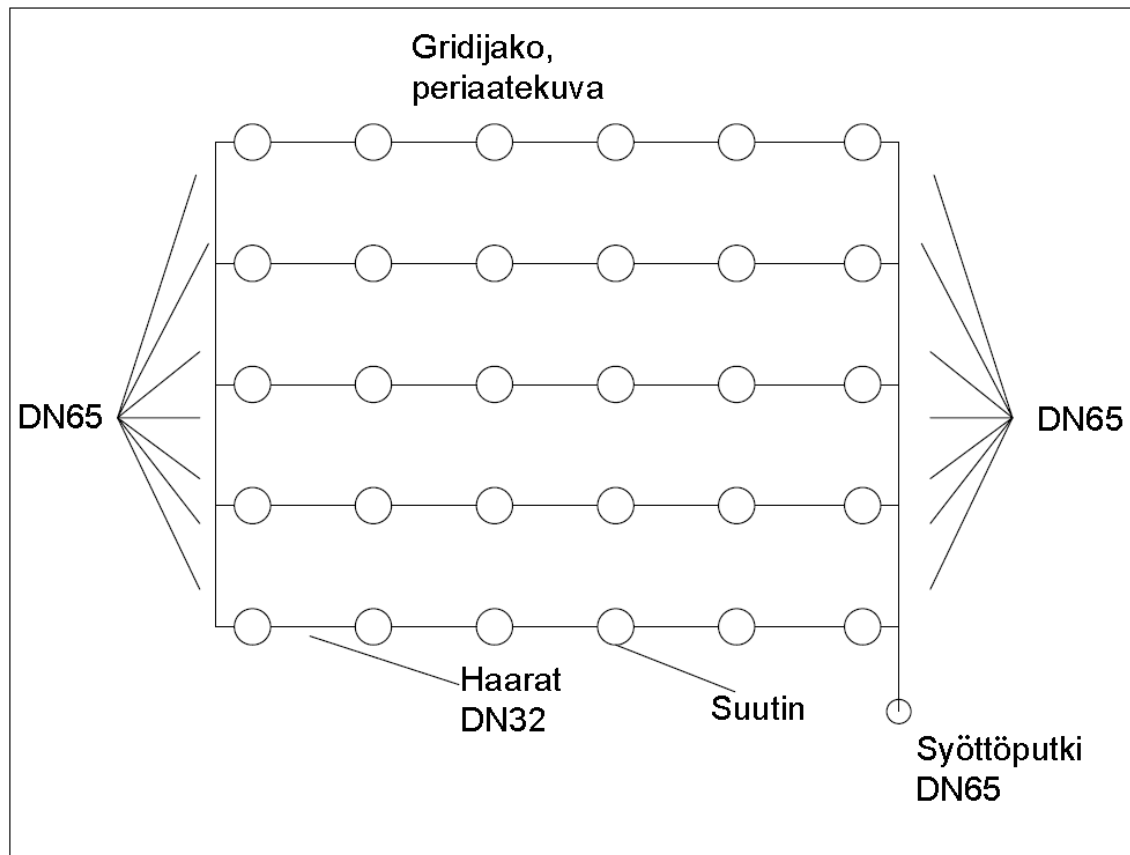 Gridijako,
periaatekuva
DN65
DN65
Haarat
DN32
Suutin
Syöttöputki
DN65